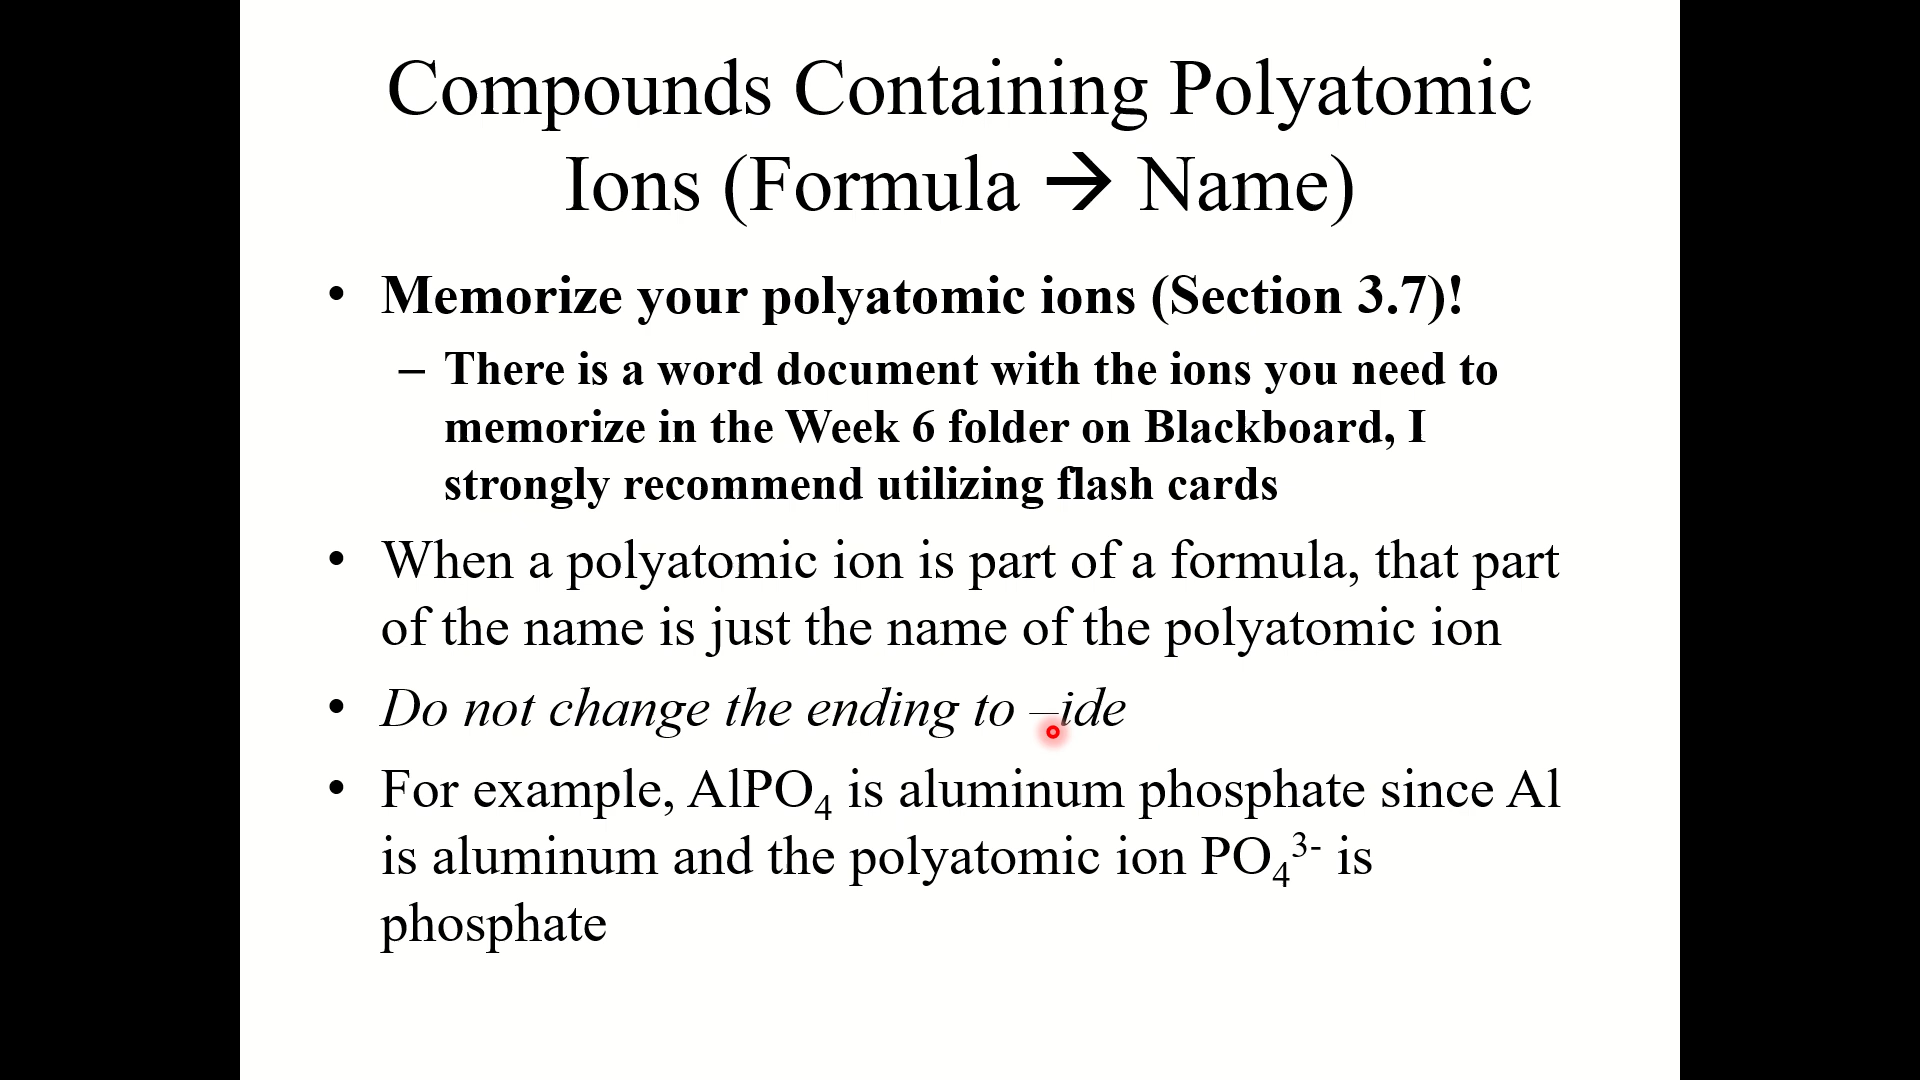 Compounds Containing Polyatomic
Ions (Formula → Name)
• Memorize your polyatomic ions (Section 3.7)!
– There is a word document with the ions you need to
memorize in the Week 6 folder on Blackboard, I
strongly recommend utilizing flash cards
• When a polyatomic ion is part of a formula, that part
of the name is just the name of the polyatomic ion
• Do not change the ending to –ide
• For example, AlPO₄ is aluminum phosphate since Al
is aluminum and the polyatomic ion PO₄³⁻ is
phosphate